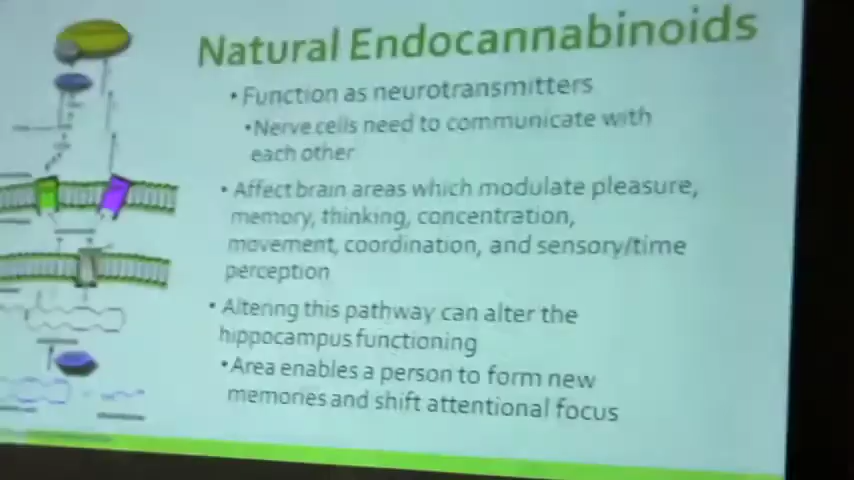 Natural Endocannabinoids
• Function as neurotransmitters
• Nerve cells need to communicate with
each other
• Affect brain areas which modulate pleasure,
memory, thinking, concentration,
movement, coordination, and sensory/time
perception
• Altering this pathway can alter the
hippocampus functioning
• Area enables a person to form new
memories and shift attentional focus